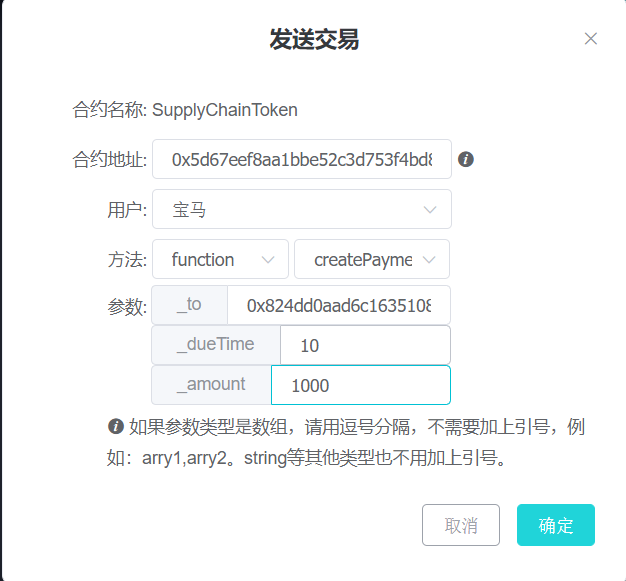 发送交易
合约名称: SupplyChainToken
合约地址: 0x5d67eef8aa1bbe52c3d753f4bd8
用户: 宝马
方法: function createPayme
参数: _to 0x824dd0aad6c1635108
_dueTime 10
_amount 1000
如果参数类型是数组，请用逗号分隔，不需要加上引号，例
如：arry1,arry2。string等其他类型也不用加上引号。
取消 确定